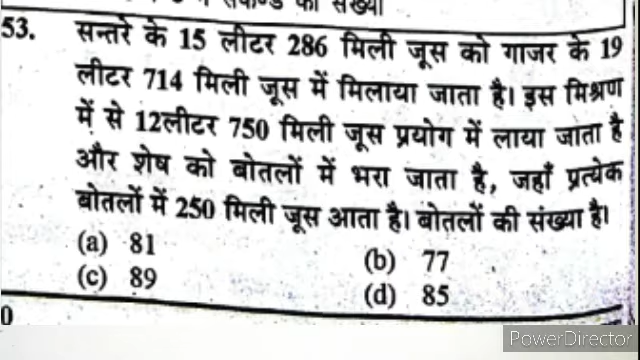 की संख्या
53. सन्तरे के 15 लीटर 286 मिली जूस को गाजर के 19
लीटर 714 मिली जूस में मिलाया जाता है। इस मिश्रण
में से 12लीटर 750 मिली जूस प्रयोग में लाया जाता है
और शेष को बोतलों में भरा जाता है, जहाँ प्रत्येक
बोतलों में 250 मिली जूस आता है। बोतलों की संख्या है।
(a) 81
(b) 77
(c) 89
(d) 85
0
PowerDirector